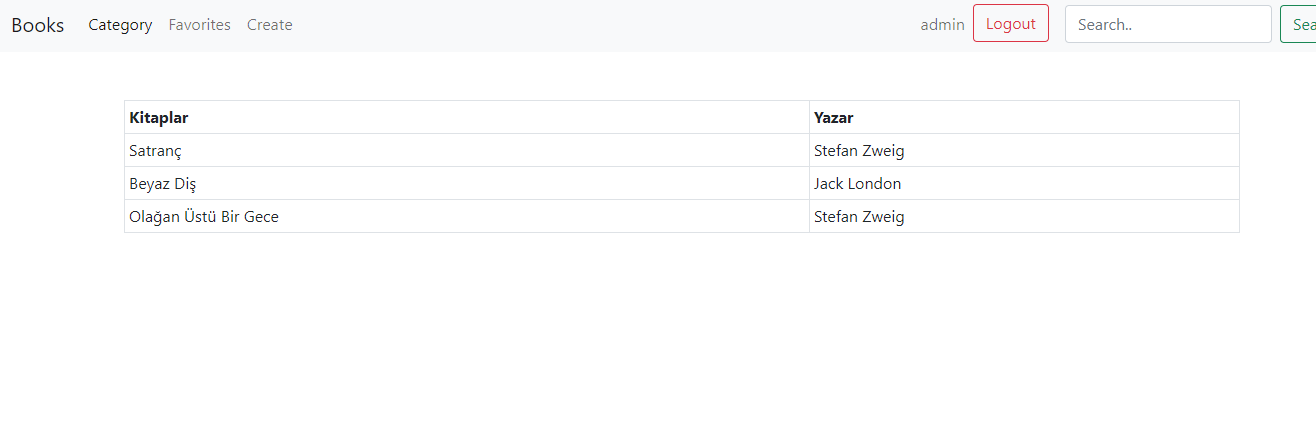 Books Category Favorites Create admin Logout Search..
Kitaplar Yazar
Satranç Stefan Zweig
Beyaz Diş Jack London
Olağan Üstü Bir Gece Stefan Zweig